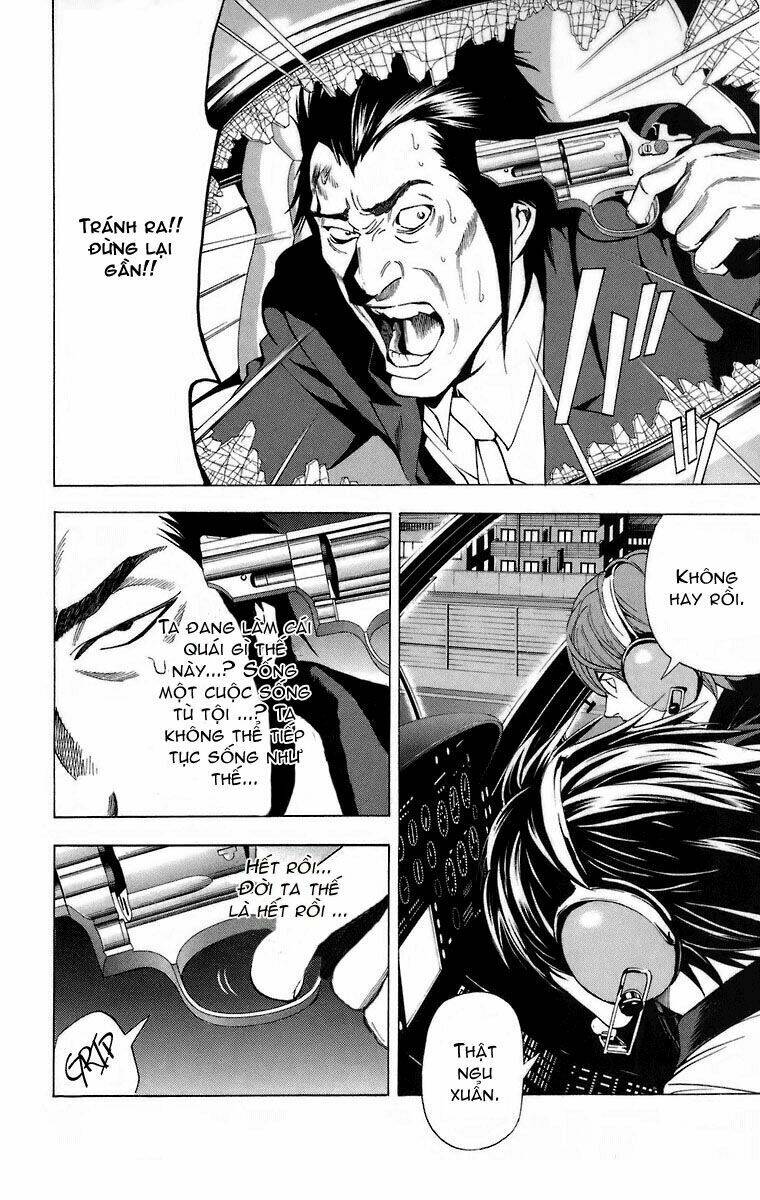 TRÁNH RA!!
ĐỪNG LẠI
GẦN!!
KHÔNG
HAY RỒI.
THẬT
NGU
XUẨN.
TA ĐANG LÀM CÁI
QUÁI GÌ THẾ
NÀY...? SỐNG
MỘT CUỘC SỐNG
TÙ TỘI ...? TA
KHÔNG THỂ TIẾP
TỤC SỐNG NHƯ
THẾ...
HẾT RỒI...
ĐỜI TA THẾ
LÀ HẾT RỒI ...
GRIP